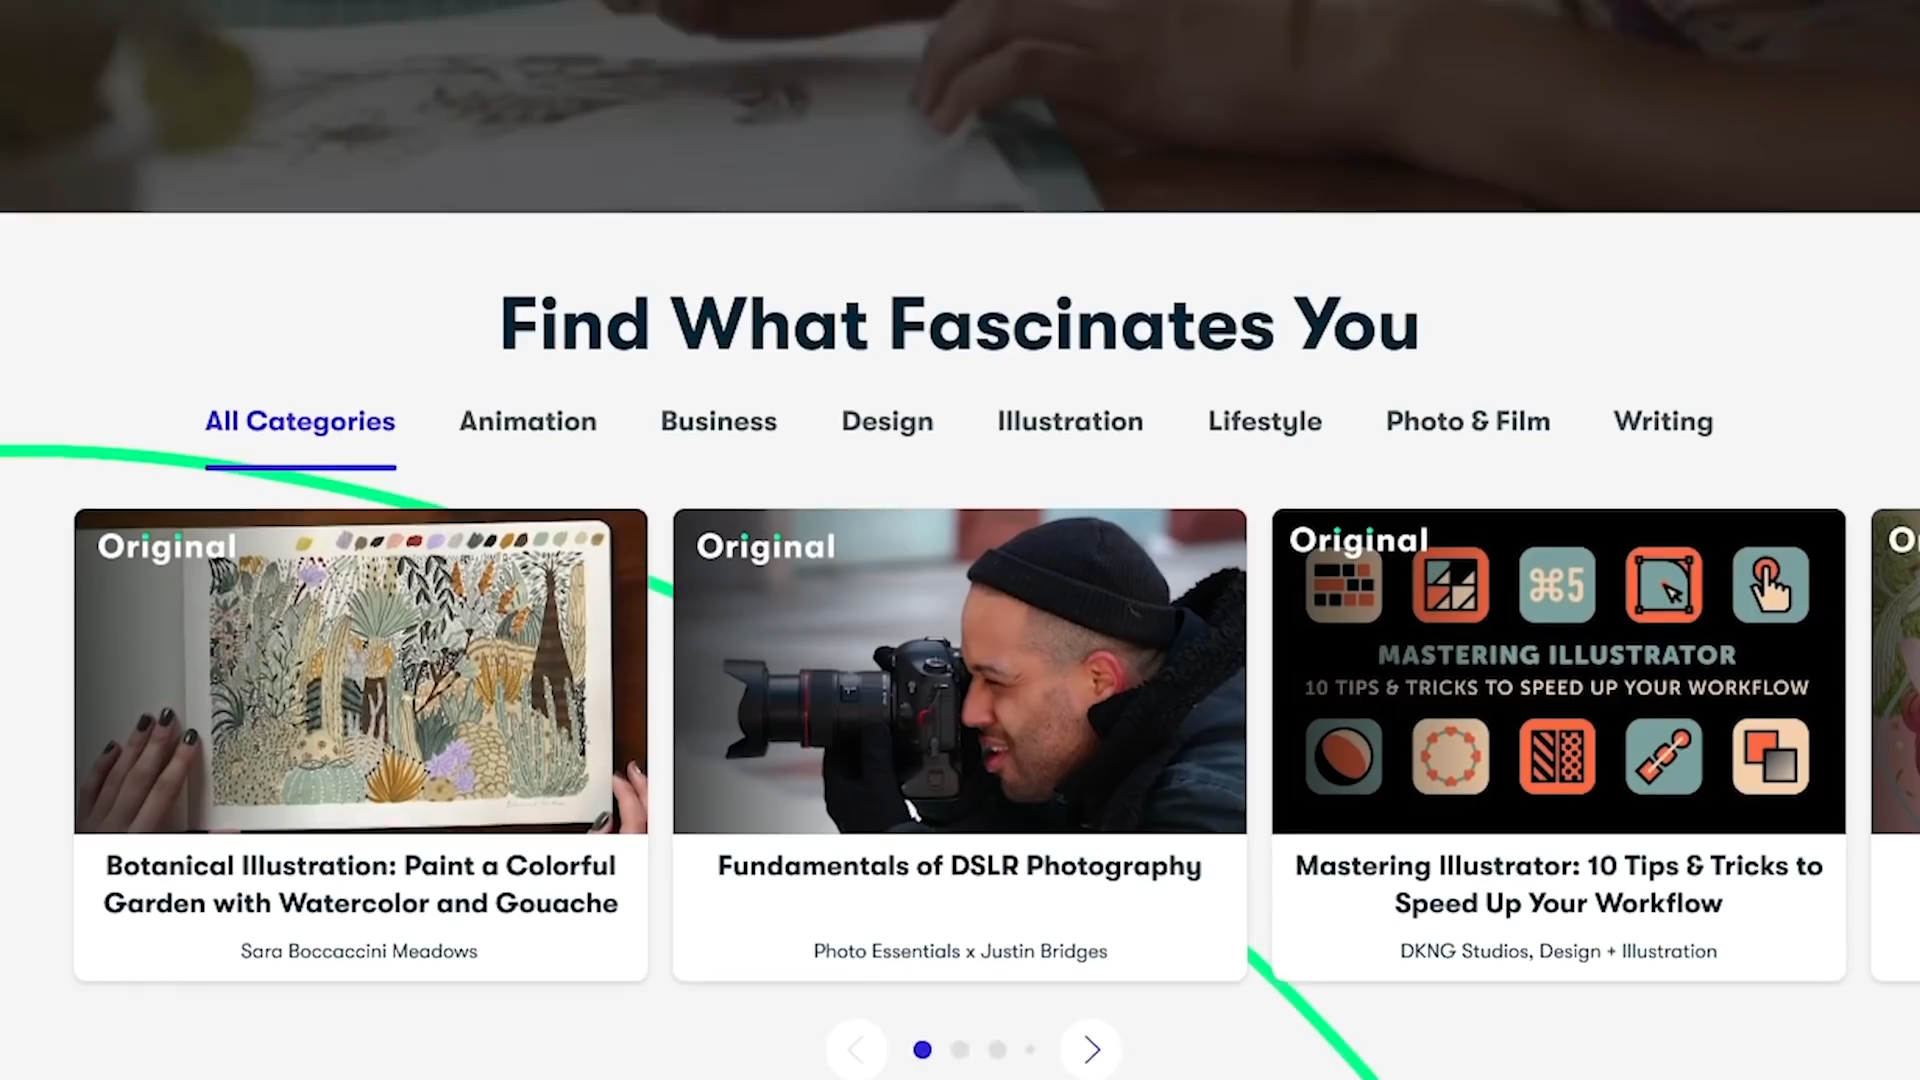 Find What Fascinates You
All Categories Animation Business Design Illustration Lifestyle Photo & Film Writing
Original
Botanical Illustration: Paint a Colorful
Garden with Watercolor and Gouache
Sara Boccaccini Meadows
Original
Fundamentals of DSLR Photography
Photo Essentials x Justin Bridges
Original
⌘5
MASTERING ILLUSTRATOR
10 TIPS & TRICKS TO SPEED UP YOUR WORKFLOW
Mastering Illustrator: 10 Tips & Tricks to
Speed Up Your Workflow
DKNG Studios, Design + Illustration